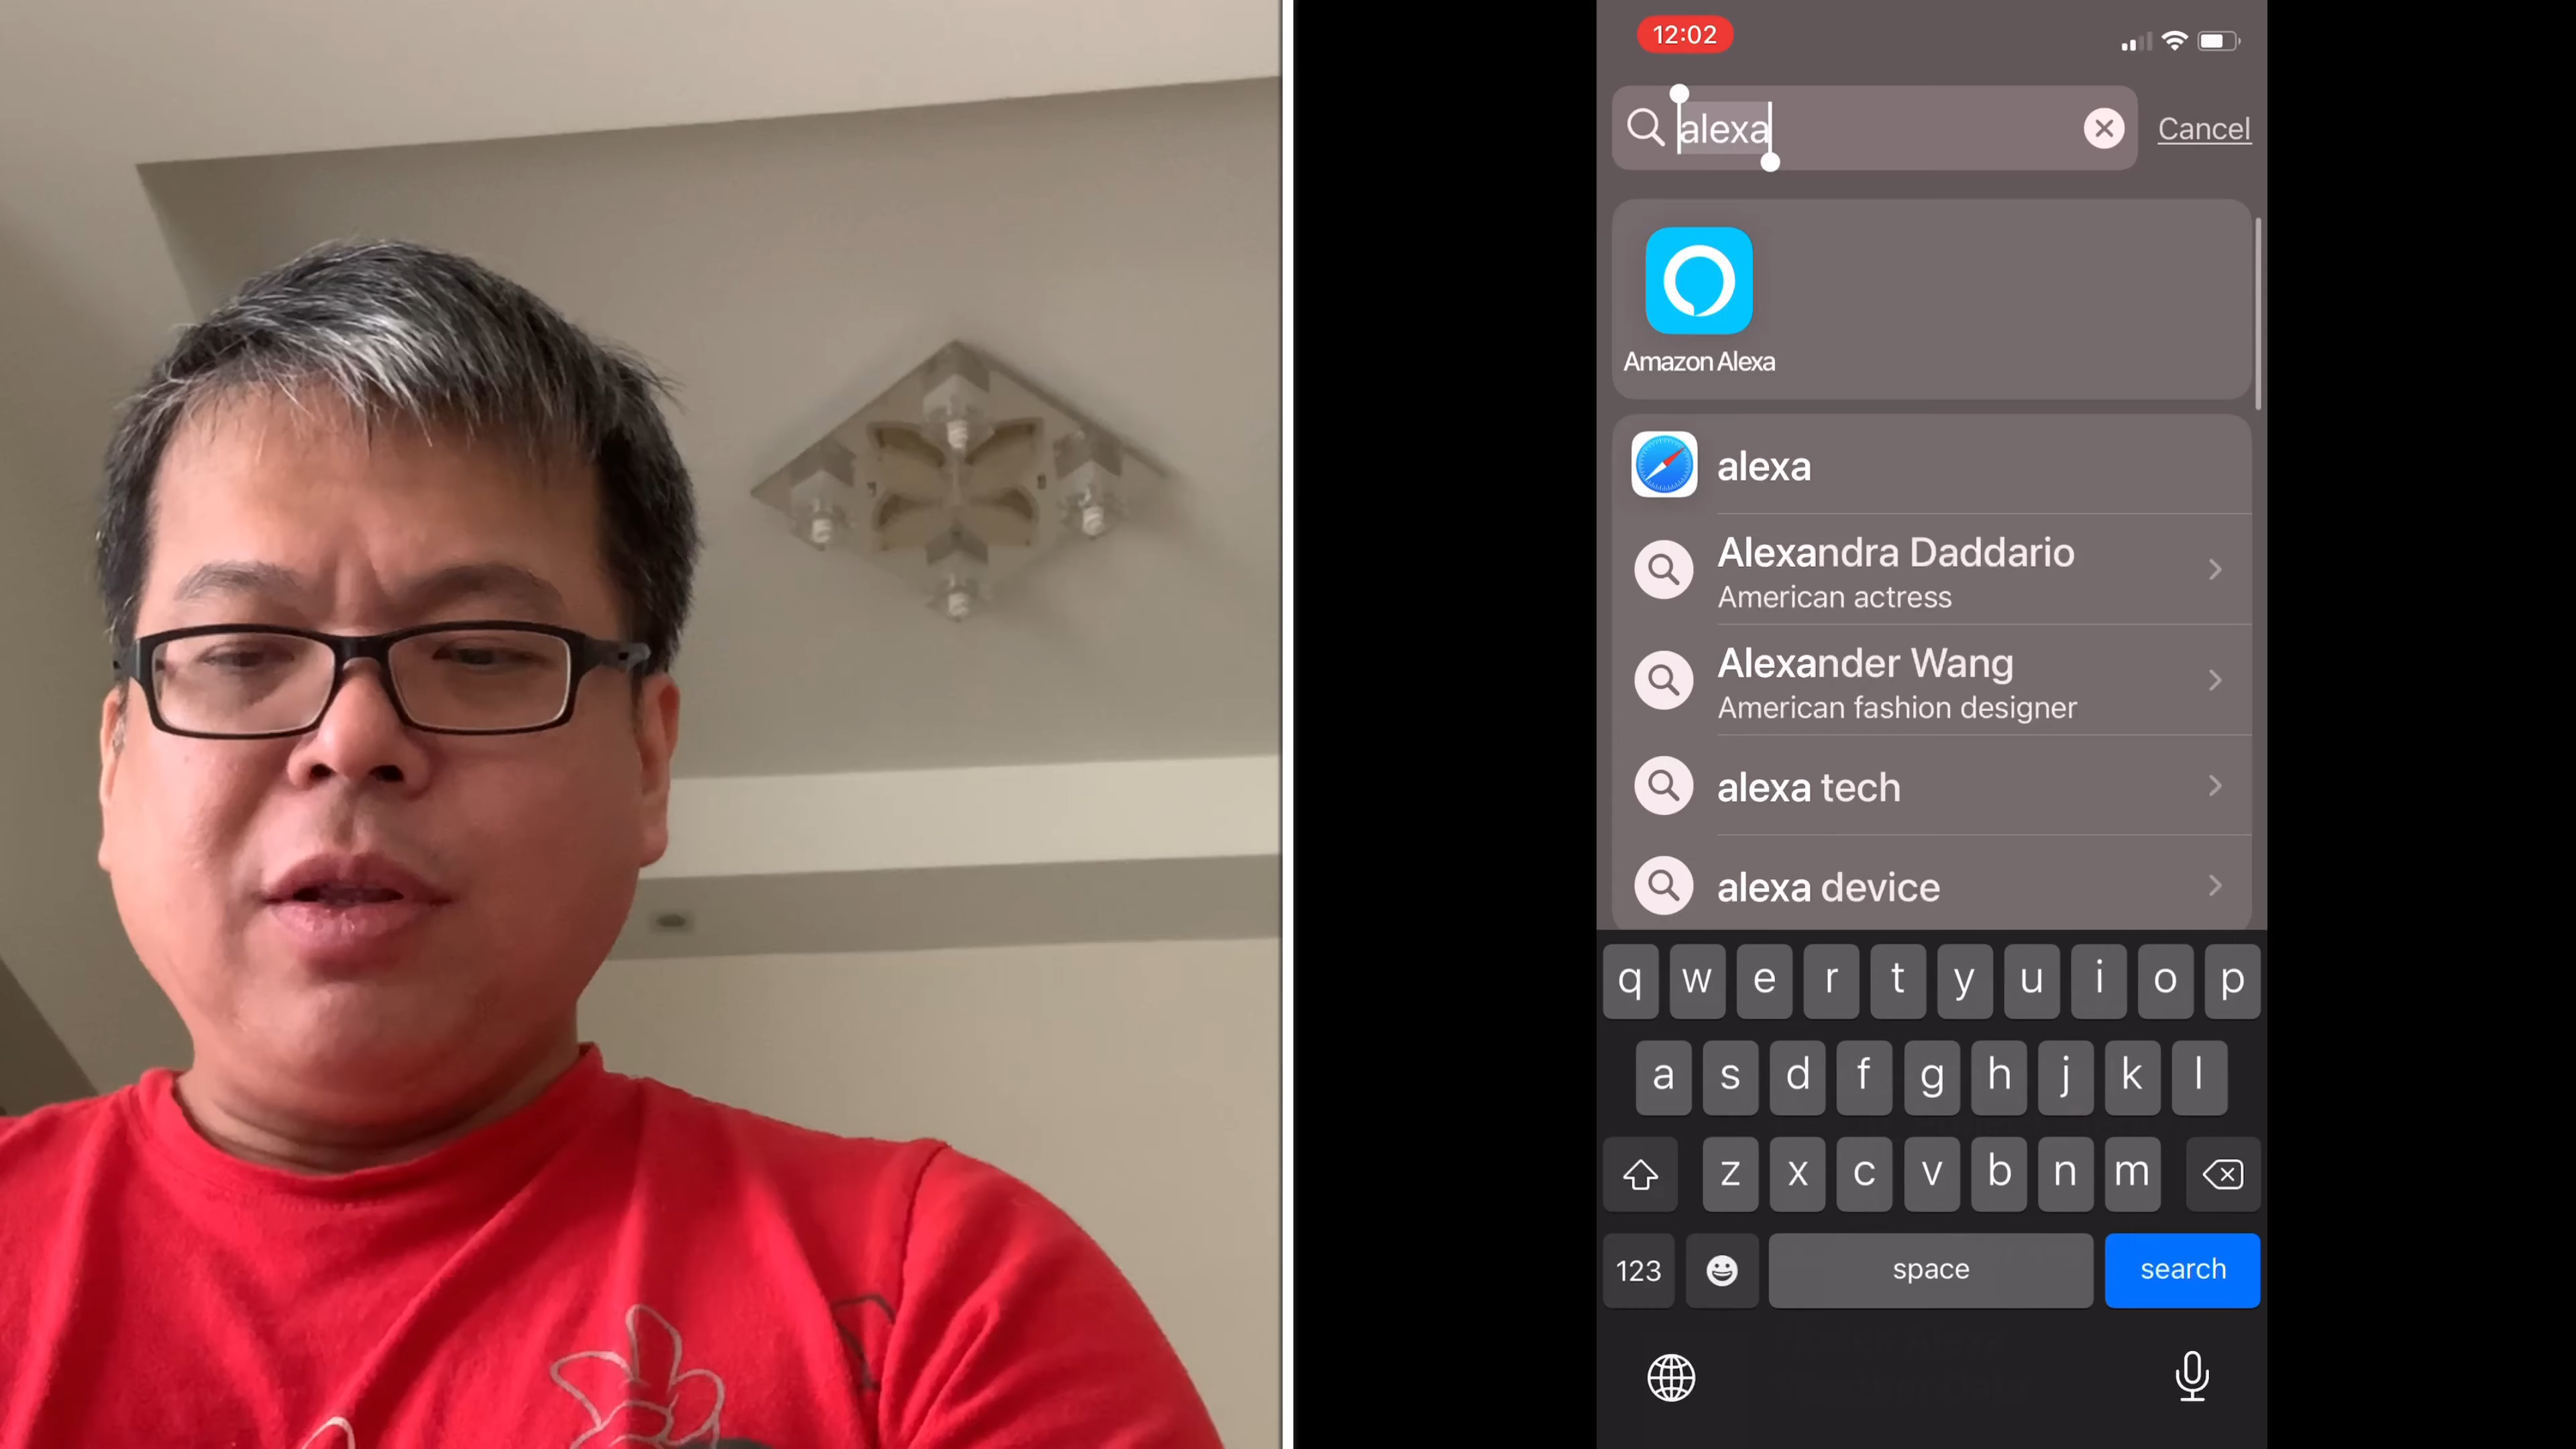 12:02
alexa
Cancel
Amazon Alexa
alexa
Alexandra Daddario
American actress
Alexander Wang
American fashion designer
alexa tech
alexa device
q w e r t y u i o p
a s d f g h j k l
z x c v b n m
123 space search